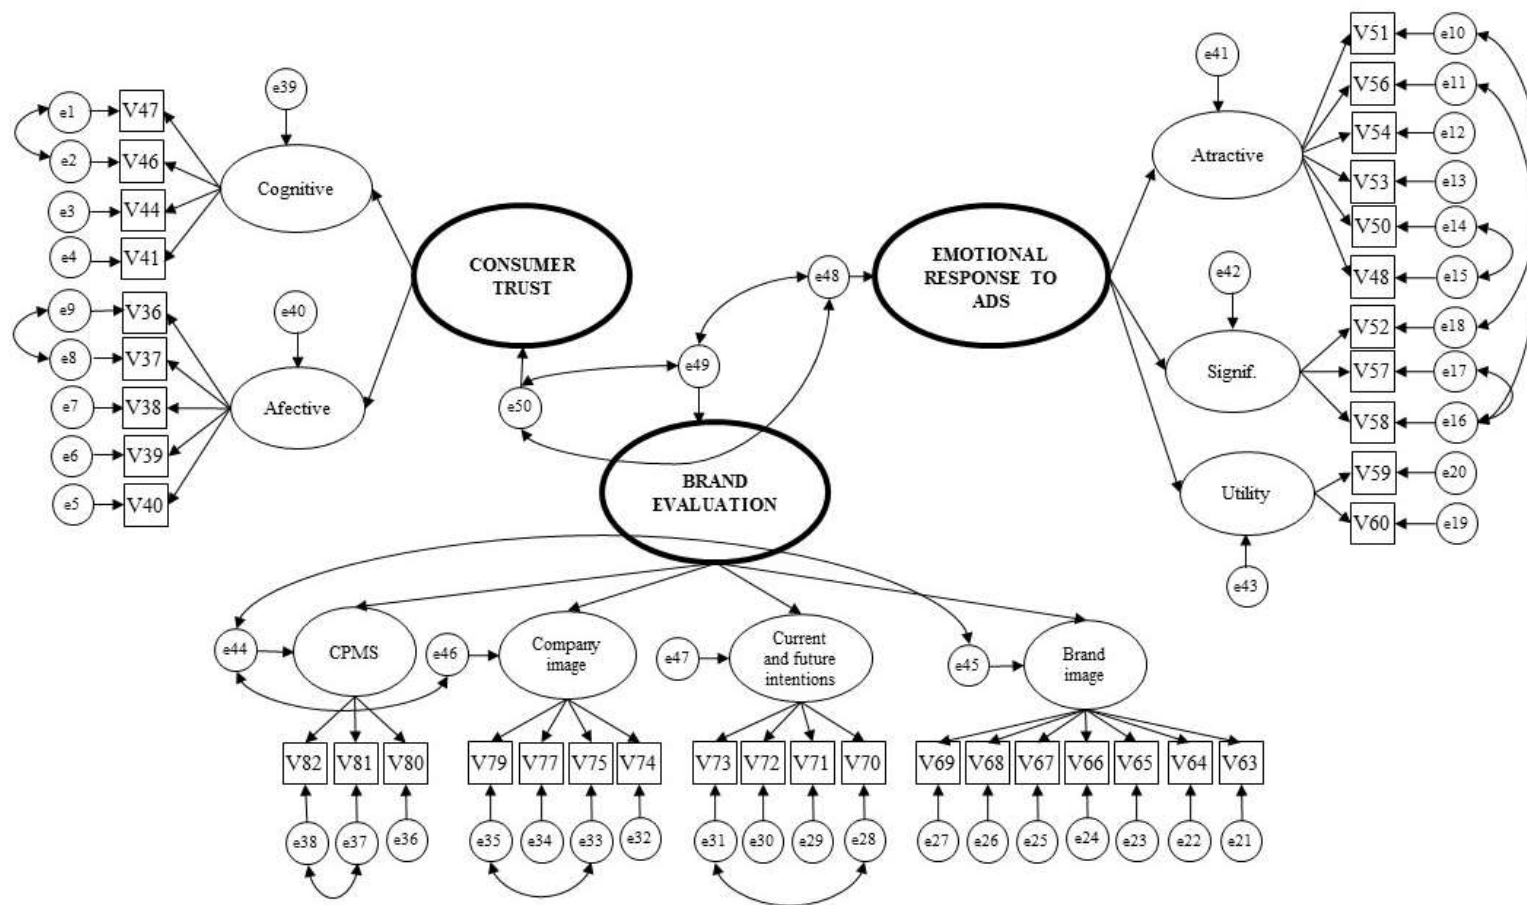 e1
V47
e2
V46
e3
V44
e4
V41
e39
Cognitive
e9
V36
e8
V37
e7
V38
e6
V39
e5
V40
e40
Afective
CONSUMER
TRUST
e50
e49
e48
EMOTIONAL
RESPONSE TO
ADS
BRAND
EVALUATION
e41
Atractive
V51
e10
V56
e11
V54
e12
V53
e13
V50
e14
V48
e15
e42
Signif.
V52
e18
V57
e17
V58
e16
Utility
e43
V59
e20
V60
e19
e44
CPMS
e46
Company
image
e47
Current
and future
intentions
e45
Brand
image
V82
V81
V80
V79
V77
V75
V74
V73
V72
V71
V70
V69
V68
V67
V66
V65
V64
V63
e38
e37
e36
e35
e34
e33
e32
e31
e30
e29
e28
e27
e26
e25
e24
e23
e22
e21